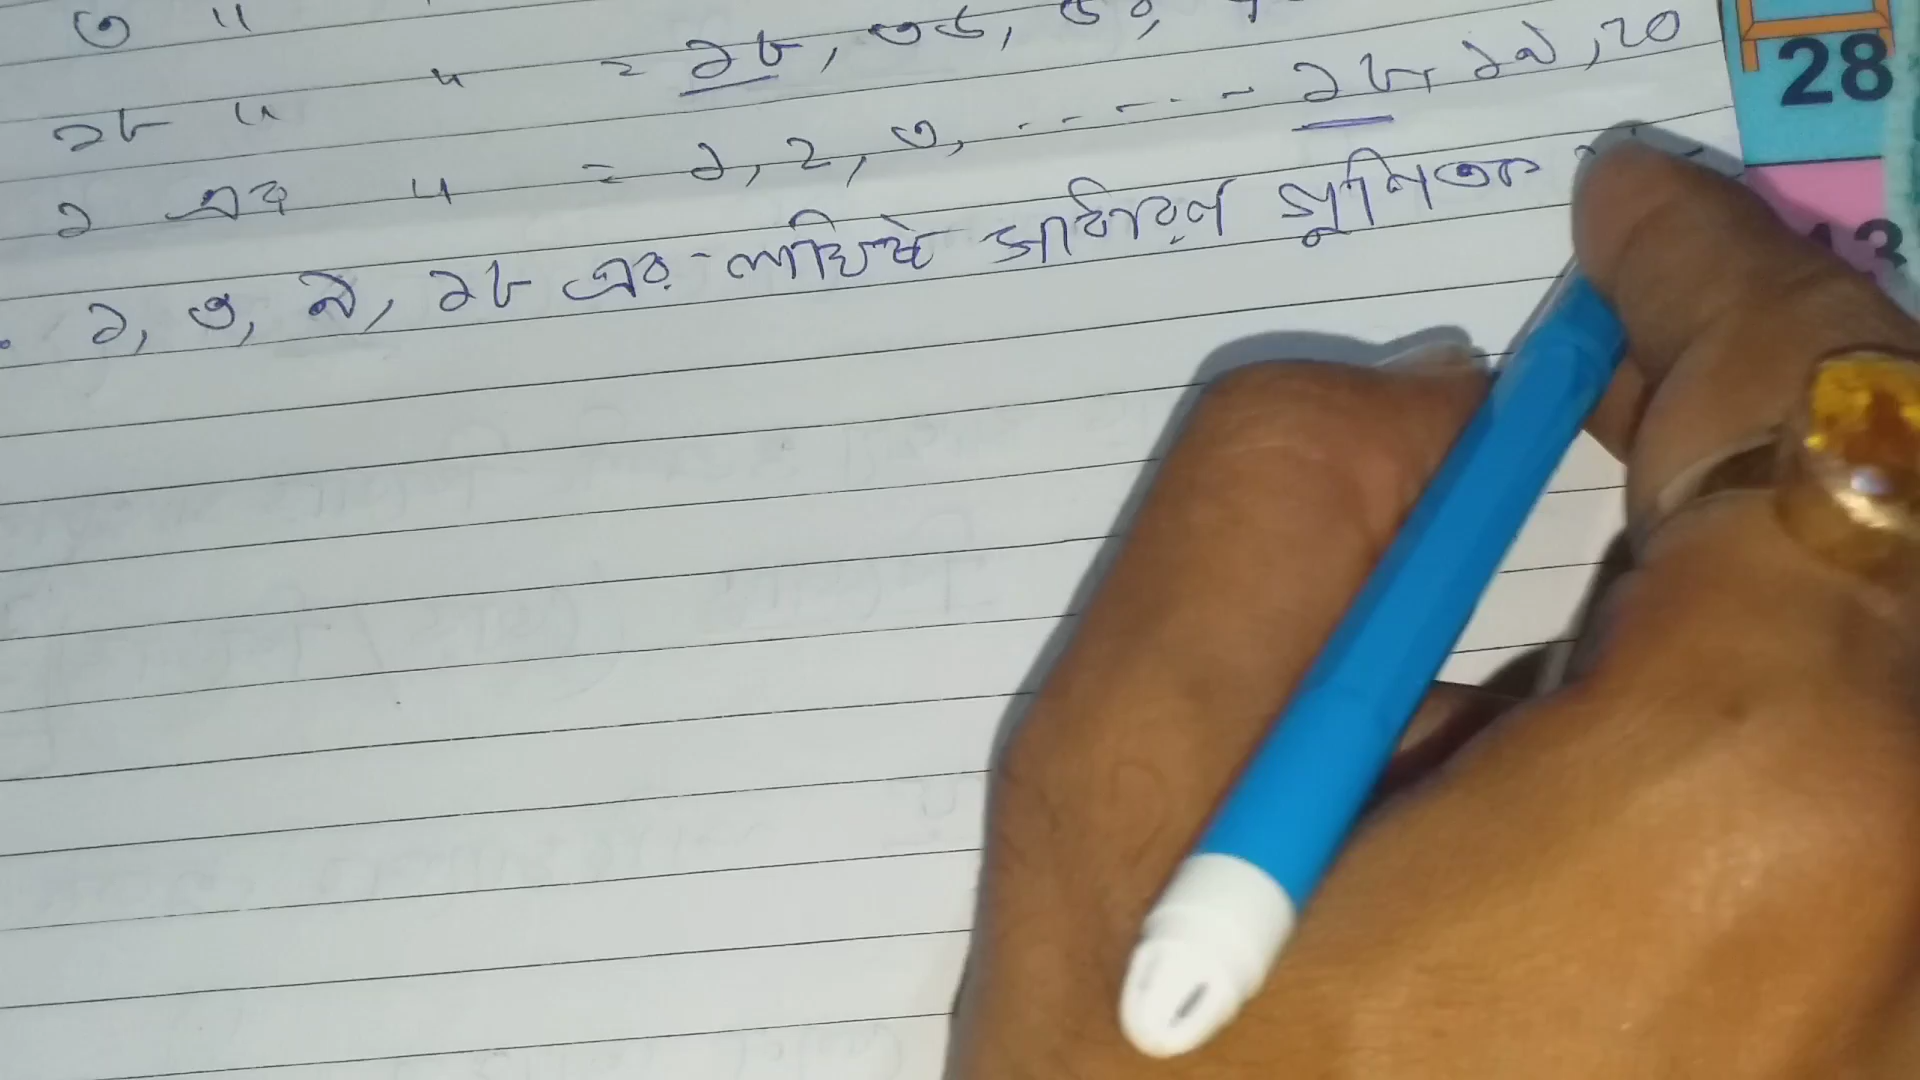 ৩ "
১৮ " " = ১৮, ৩৬, ৫৪,
১ এর " = ১, ২, ৩, ------ ১৮, ১৯, ২০
১, ৩, ৯, ১৮ এর লঘিষ্ঠ সাধারণ গুণিতক
28